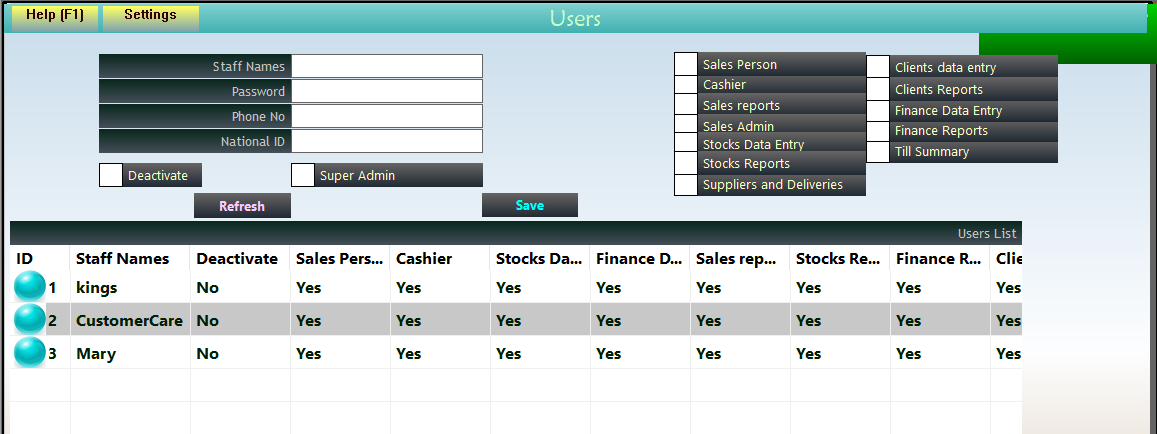 Help (F1) Settings Users
Staff Names
Password
Phone No
National ID
Deactivate Super Admin
Refresh Save
Sales Person
Cashier
Sales reports
Sales Admin
Stocks Data Entry
Stocks Reports
Suppliers and Deliveries
Clients data entry
Clients Reports
Finance Data Entry
Finance Reports
Till Summary
Users List
ID Staff Names Deactivate Sales Pers... Cashier Stocks Da... Finance D... Sales rep... Stocks Re... Finance R... Clie
1 kings No Yes Yes Yes Yes Yes Yes Yes Yes
2 CustomerCare No Yes Yes Yes Yes Yes Yes Yes Yes
3 Mary No Yes Yes Yes Yes Yes Yes Yes Yes